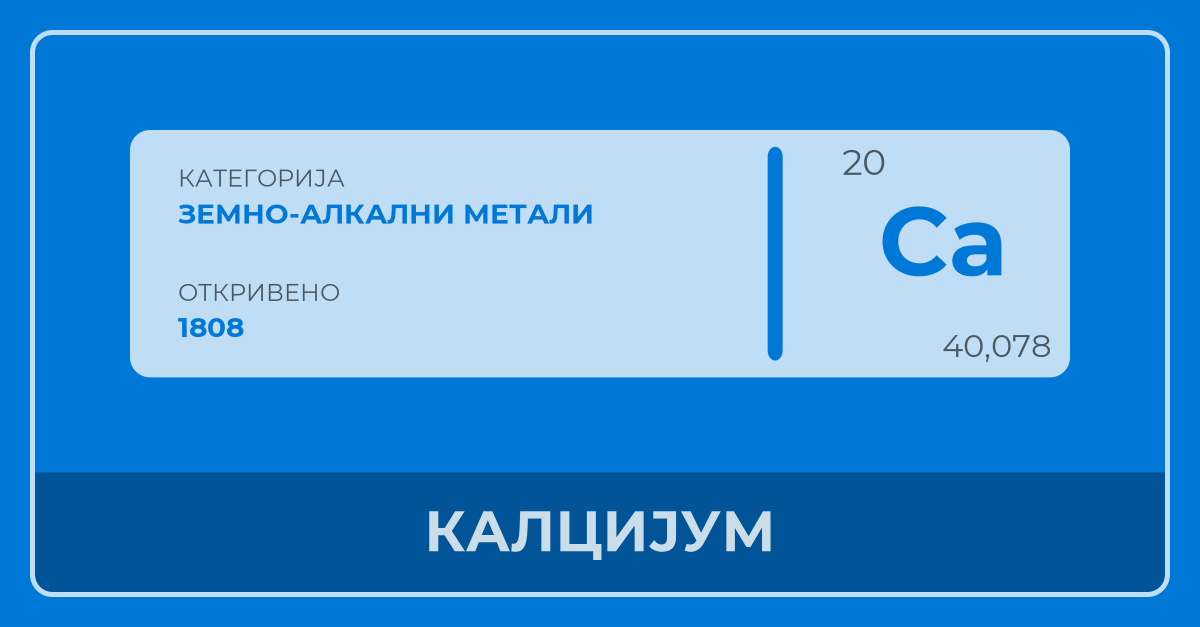 КАТЕГОРИЈА
ЗЕМНО-АЛКАЛНИ МЕТАЛИ
ОТКРИВЕНО
1808
20
Ca
40,078
КАЛЦИЈУМ